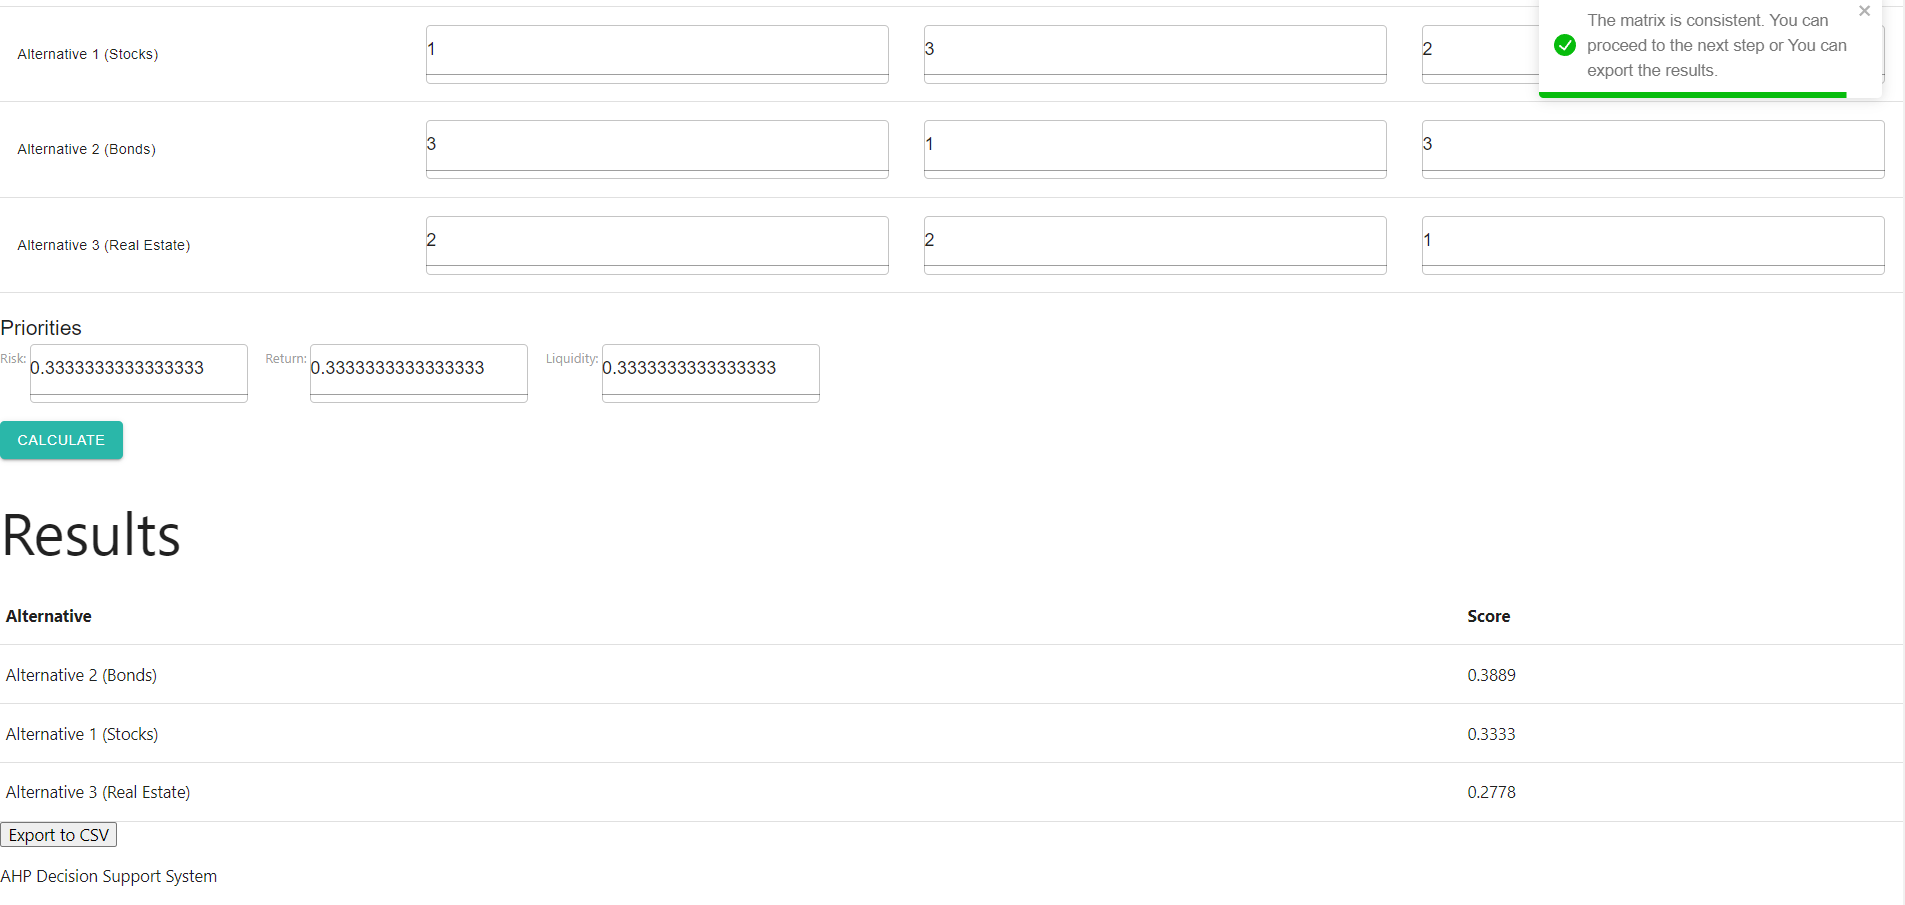 The matrix is consistent. You can
proceed to the next step or You can
export the results.
Alternative 1 (Stocks) 1 3 2
Alternative 2 (Bonds) 3 1 3
Alternative 3 (Real Estate) 2 2 1
Priorities
Risk: 0.3333333333333333 Return: 0.3333333333333333 Liquidity: 0.3333333333333333
CALCULATE
Results
Alternative Score
Alternative 2 (Bonds) 0.3889
Alternative 1 (Stocks) 0.3333
Alternative 3 (Real Estate) 0.2778
Export to CSV
AHP Decision Support System